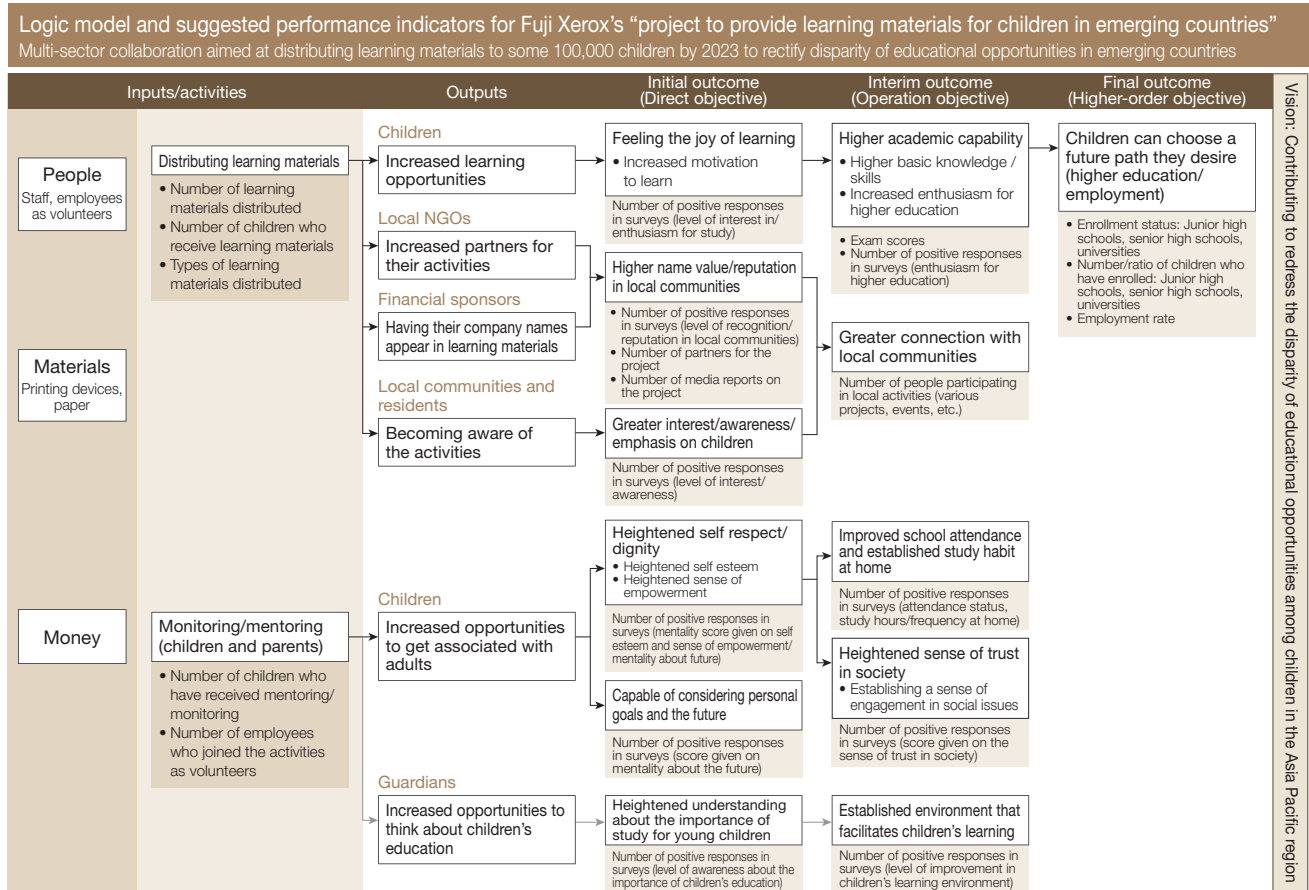 Logic model and suggested performance indicators for Fuji Xerox's “project to provide learning materials for children in emerging countries”
Multi-sector collaboration aimed at distributing learning materials to some 100,000 children by 2023 to rectify disparity of educational opportunities in emerging countries
Inputs/activities
Outputs
Initial outcome
(Direct objective)
Interim outcome
(Operation objective)
Final outcome
(Higher-order objective)
People
Staff, employees
as volunteers
Materials
Printing devices,
paper
Money
Distributing learning materials
• Number of learning
materials distributed
• Number of children who
receive learning materials
• Types of learning
materials distributed
Monitoring/mentoring
(children and parents)
• Number of children who
have received mentoring/
monitoring
• Number of employees
who joined the activities
as volunteers
Children
Increased learning
opportunities
Local NGOs
Increased partners for
their activities
Financial sponsors
Having their company names
appear in learning materials
Local communities and
residents
Becoming aware of
the activities
Children
Increased opportunities
to get associated with
adults
Guardians
Increased opportunities to
think about children's
education
Feeling the joy of learning
• Increased motivation
to learn
Number of positive responses
in surveys (level of interest in/
enthusiasm for study)
Higher name value/reputation
in local communities
• Number of positive responses
in surveys (level of recognition/
reputation in local communities)
• Number of partners for the
project
• Number of media reports on
the project
Greater interest/awareness/
emphasis on children
Number of positive responses
in surveys (level of interest/
awareness)
Heightened self respect/
dignity
• Heightened self esteem
• Heightened sense of
empowerment
Number of positive responses in
surveys (mentality score given on self
esteem and sense of empowerment/
mentality about future)
Capable of considering personal
goals and the future
Number of positive responses
in surveys (score given on
mentality about the future)
Heightened understanding
about the importance of
study for young children
Number of positive responses in
surveys (level of awareness about the
importance of children's education)
Higher academic capability
• Higher basic knowledge /
skills
• Increased enthusiasm for
higher education
• Exam scores
• Number of positive responses
in surveys (enthusiasm for
higher education)
Greater connection with
local communities
Number of people participating
in local activities (various
projects, events, etc.)
Improved school attendance
and established study habit
at home
Number of positive responses
in surveys (attendance status,
study hours/frequency at home)
Heightened sense of trust
in society
• Establishing a sense of
engagement in social issues
Number of positive responses
in surveys (score given on the
sense of trust in society)
Established environment that
facilitates children's learning
Number of positive responses in
surveys (level of improvement in
children's learning environment)
Children can choose a
future path they desire
(higher education/
employment)
• Enrollment status: Junior high
schools, senior high schools,
universities
• Number/ratio of children who
have enrolled: Junior high
schools, senior high schools,
universities
• Employment rate
Vision: Contributing to redress the disparity of educational opportunities among children in the Asia Pacific region